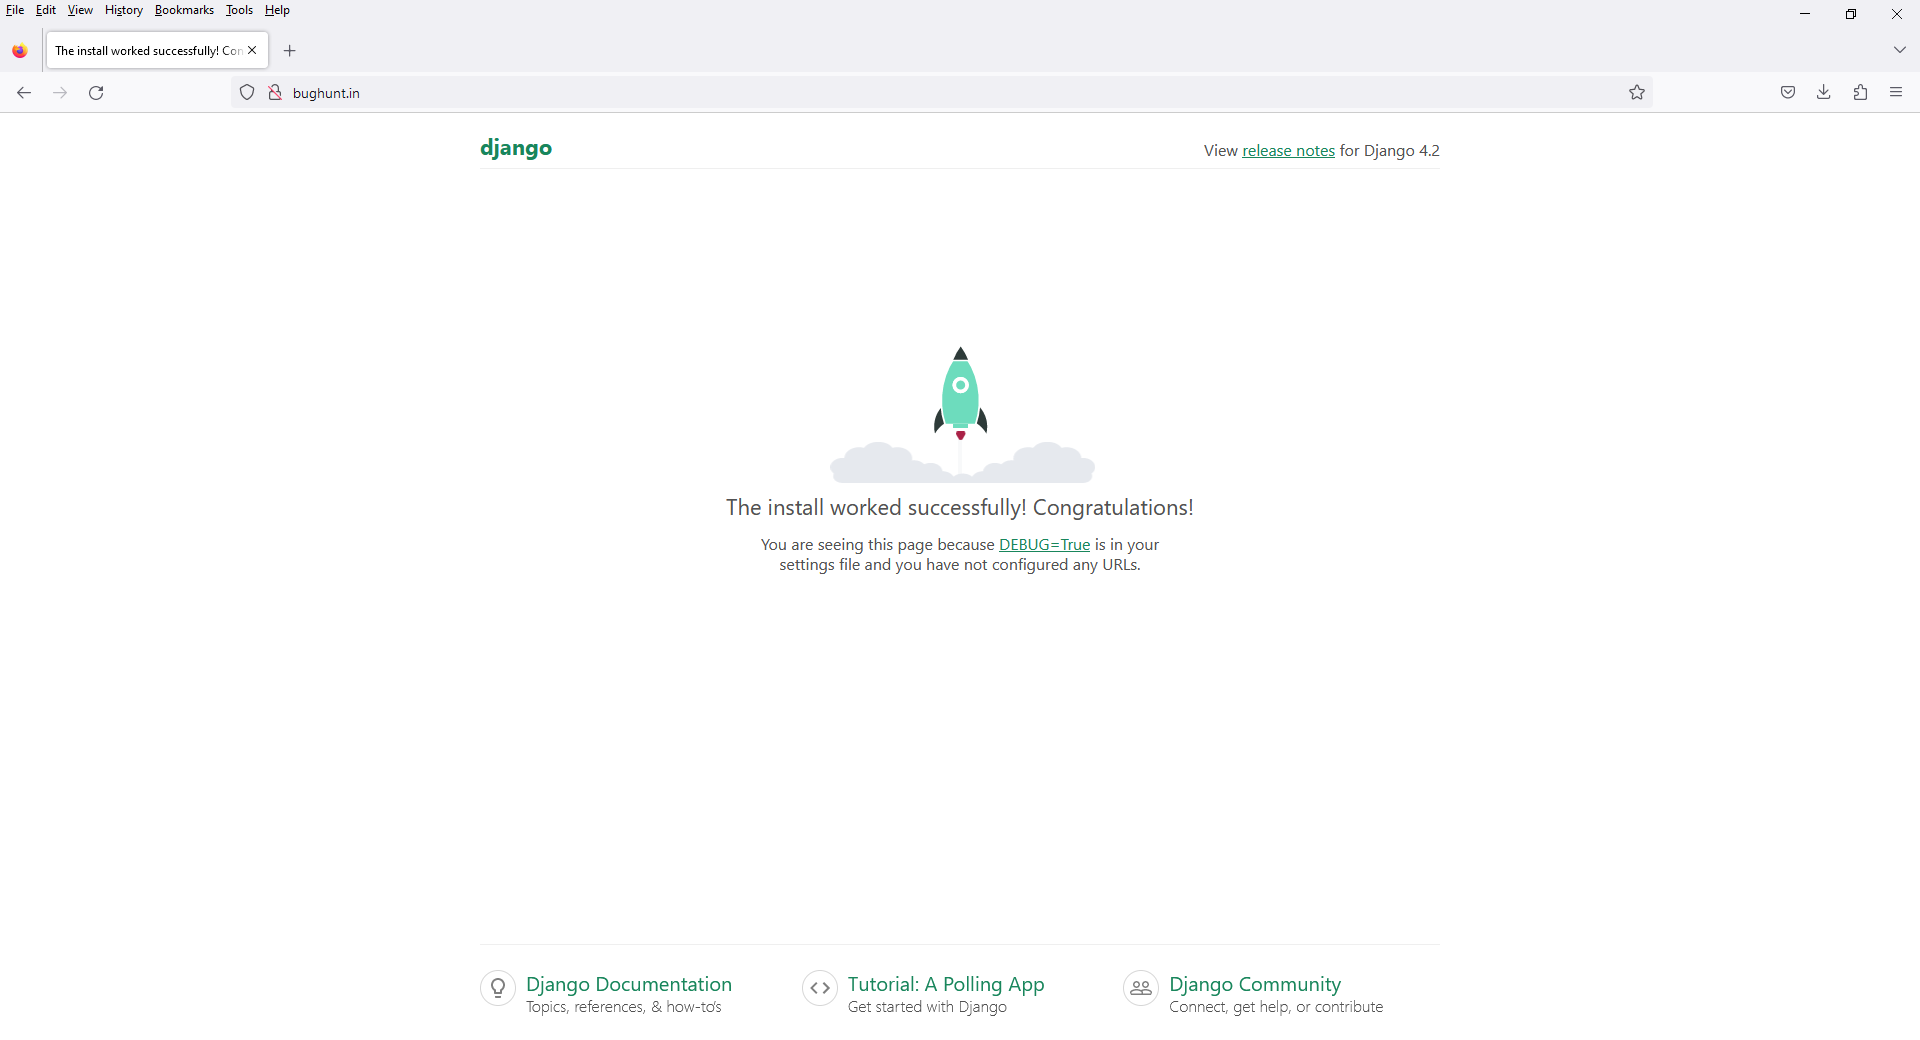 File Edit View History Bookmarks Tools Help
The install worked successfully! Con
bughunt.in
django
View release notes for Django 4.2
The install worked successfully! Congratulations!
You are seeing this page because DEBUG=True is in your
settings file and you have not configured any URLs.
Django Documentation
Topics, references, & how-to's
Tutorial: A Polling App
Get started with Django
Django Community
Connect, get help, or contribute